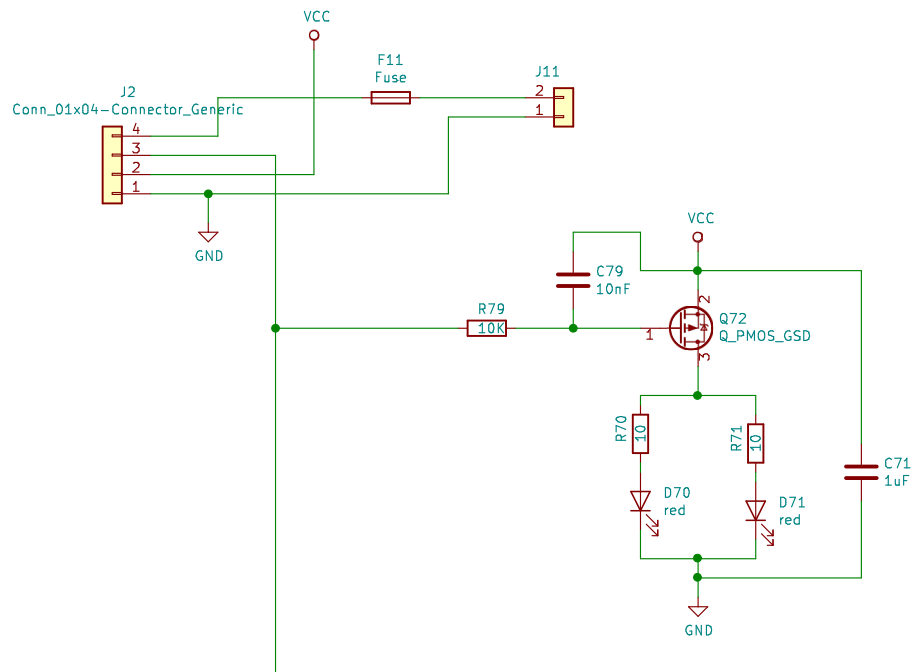 VCC
F11
Fuse
J11
2
1
J2
Conn_01x04-Connector_Generic
4
3
2
1
GND
VCC
C79
10nF
R79
10K
2
Q72
Q_PMOS_GSD
1
3
R70
10
R71
10
D70
red
D71
red
C71
1uF
GND